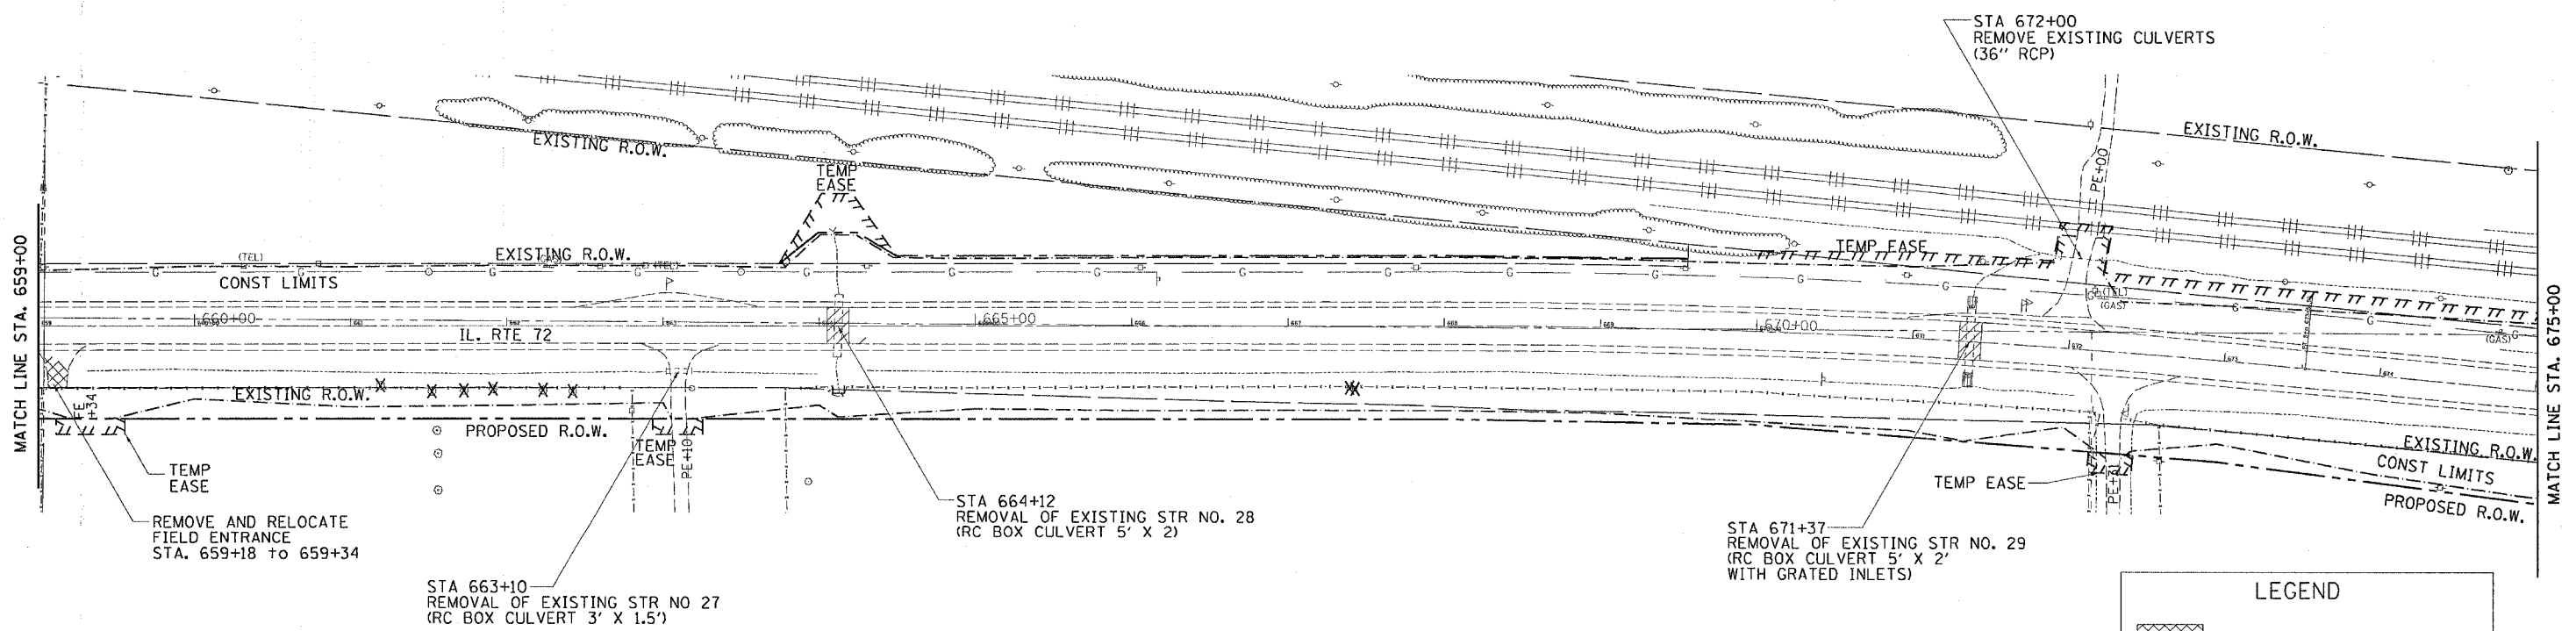 STA 672+00
REMOVE EXISTING CULVERTS
(36" RCP)
EXISTING R.O.W.
EXISTING R.O.W.
TEMP
EASE
PE+00
MATCH LINE STA. 659+00
(TEL)
EXISTING R.O.W.
(TEL)
TEMP EASE
CONST LIMITS
G G G G G G G G G G G G
(TEL)
(GAS)
660+00
665+00
670+00
IL. RTE 72
(GAS)
MATCH LINE STA. 675+00
EXISTING R.O.W.
FE
+34
PROPOSED R.O.W.
TEMP
EASE
PE+10
EXISTING R.O.W.
CONST LIMITS
PROPOSED R.O.W.
TEMP
EASE
TEMP EASE
REMOVE AND RELOCATE
FIELD ENTRANCE
STA. 659+18 to 659+34
STA 664+12
REMOVAL OF EXISTING STR NO. 28
(RC BOX CULVERT 5' X 2)
STA 671+37
REMOVAL OF EXISTING STR NO. 29
(RC BOX CULVERT 5' X 2'
WITH GRATED INLETS)
STA 663+10
REMOVAL OF EXISTING STR NO 27
(RC BOX CULVERT 3' X 1.5')
LEGEND